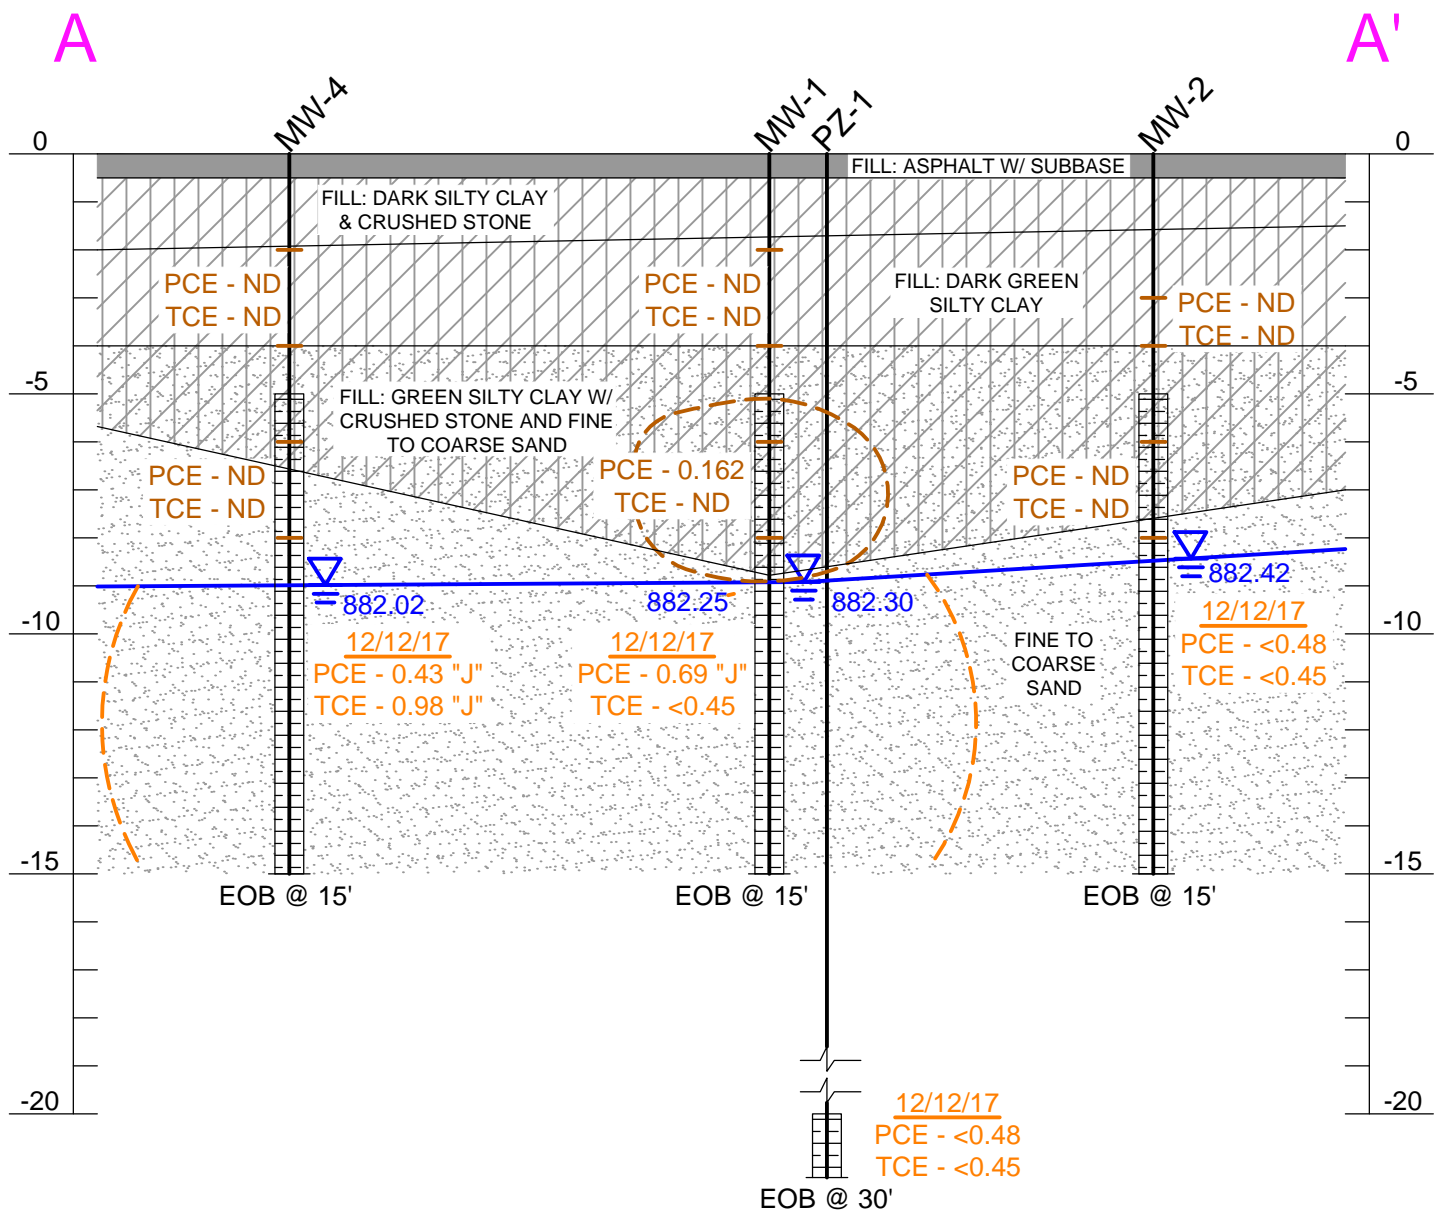 A
A'
MW-4
MW-1
PZ-1
MW-2
0
0
FILL: ASPHALT W/ SUBBASE
FILL: DARK SILTY CLAY
& CRUSHED STONE
PCE - ND
TCE - ND
PCE - ND
TCE - ND
FILL: DARK GREEN
SILTY CLAY
PCE - ND
TCE - ND
-5
-5
FILL: GREEN SILTY CLAY W/
CRUSHED STONE AND FINE
TO COARSE SAND
PCE - ND
TCE - ND
PCE - 0.162
TCE - ND
PCE - ND
TCE - ND
882.02
882.25
882.30
882.42
-10
-10
12/12/17
PCE - 0.43 "J"
TCE - 0.98 "J"
12/12/17
PCE - 0.69 "J"
TCE - <0.45
FINE TO
COARSE
SAND
12/12/17
PCE - <0.48
TCE - <0.45
-15
-15
EOB @ 15'
EOB @ 15'
EOB @ 15'
-20
-20
12/12/17
PCE - <0.48
TCE - <0.45
EOB @ 30'